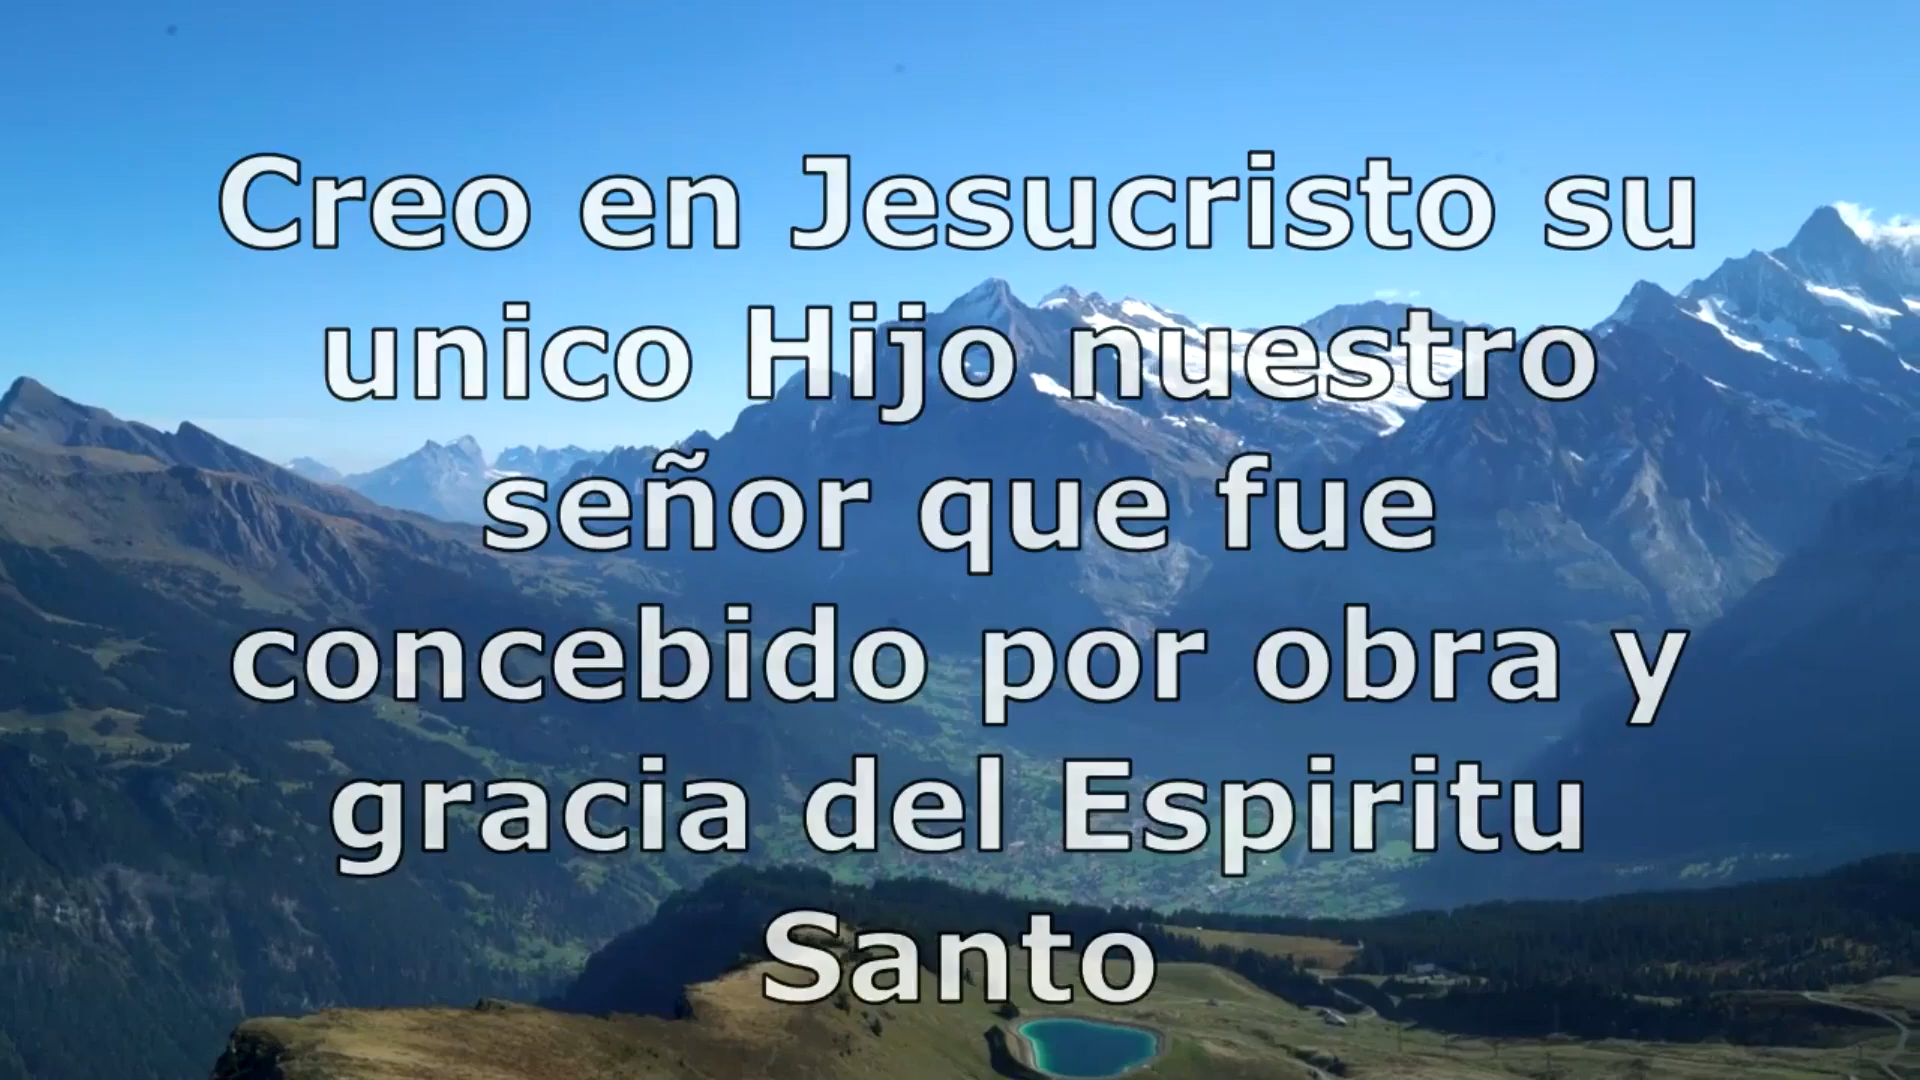 Creo en Jesucristo su
unico Hijo nuestro
señor que fue
concebido por obra y
gracia del Espiritu
Santo